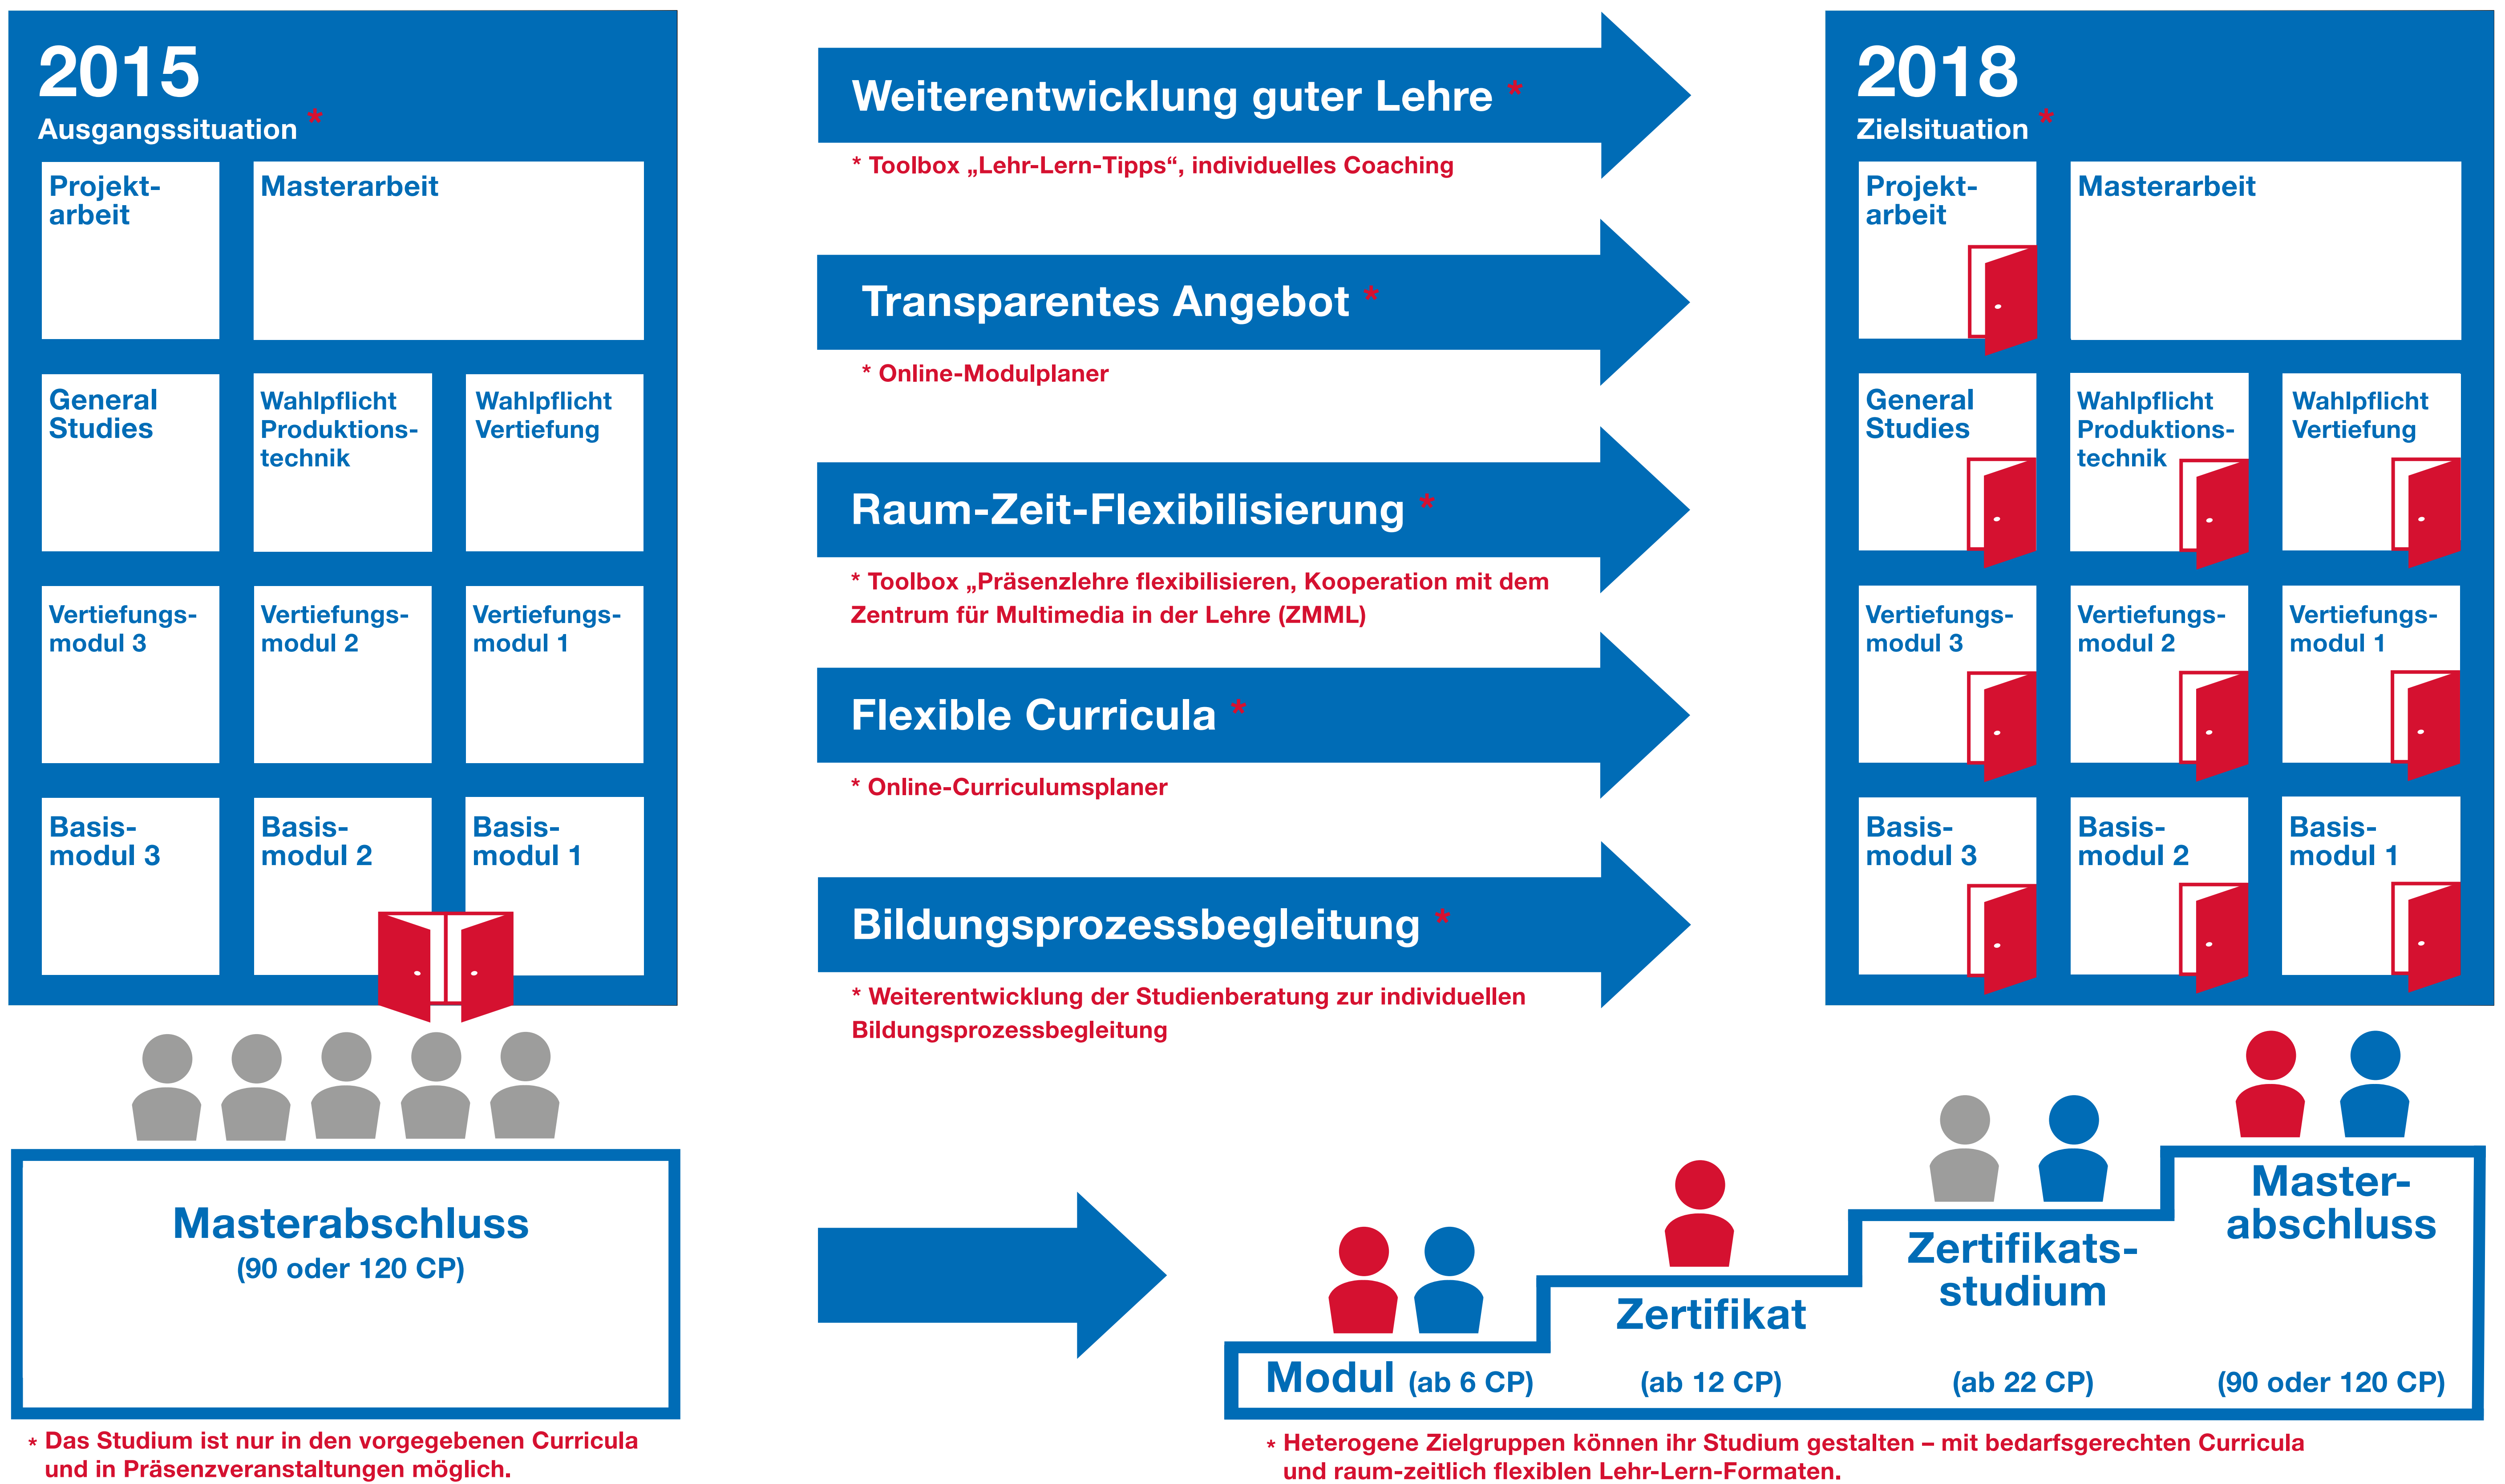 2015
Ausgangssituation *
Projekt-
arbeit
Masterarbeit
General
Studies
Wahlpflicht
Produktions-
technik
Wahlpflicht
Vertiefung
Vertiefungs-
modul 3
Vertiefungs-
modul 2
Vertiefungs-
modul 1
Basis-
modul 3
Basis-
modul 2
Basis-
modul 1
Masterabschluss
(90 oder 120 CP)
* Das Studium ist nur in den vorgegebenen Curricula
und in Präsenzveranstaltungen möglich.
Weiterentwicklung guter Lehre *
* Toolbox „Lehr-Lern-Tipps“, individuelles Coaching
Transparentes Angebot *
* Online-Modulplaner
Raum-Zeit-Flexibilisierung *
* Toolbox „Präsenzlehre flexibilisieren, Kooperation mit dem
Zentrum für Multimedia in der Lehre (ZMML)
Flexible Curricula *
* Online-Curriculumsplaner
Bildungsprozessbegleitung *
* Weiterentwicklung der Studienberatung zur individuellen
Bildungsprozessbegleitung
2018
Zielsituation *
Projekt-
arbeit
Masterarbeit
General
Studies
Wahlpflicht
Produktions-
technik
Wahlpflicht
Vertiefung
Vertiefungs-
modul 3
Vertiefungs-
modul 2
Vertiefungs-
modul 1
Basis-
modul 3
Basis-
modul 2
Basis-
modul 1
Modul (ab 6 CP)
Zertifikat
(ab 12 CP)
Zertifikats-
studium
(ab 22 CP)
Master-
abschluss
(90 oder 120 CP)
* Heterogene Zielgruppen können ihr Studium gestalten – mit bedarfsgerechten Curricula
und raum-zeitlich flexiblen Lehr-Lern-Formaten.